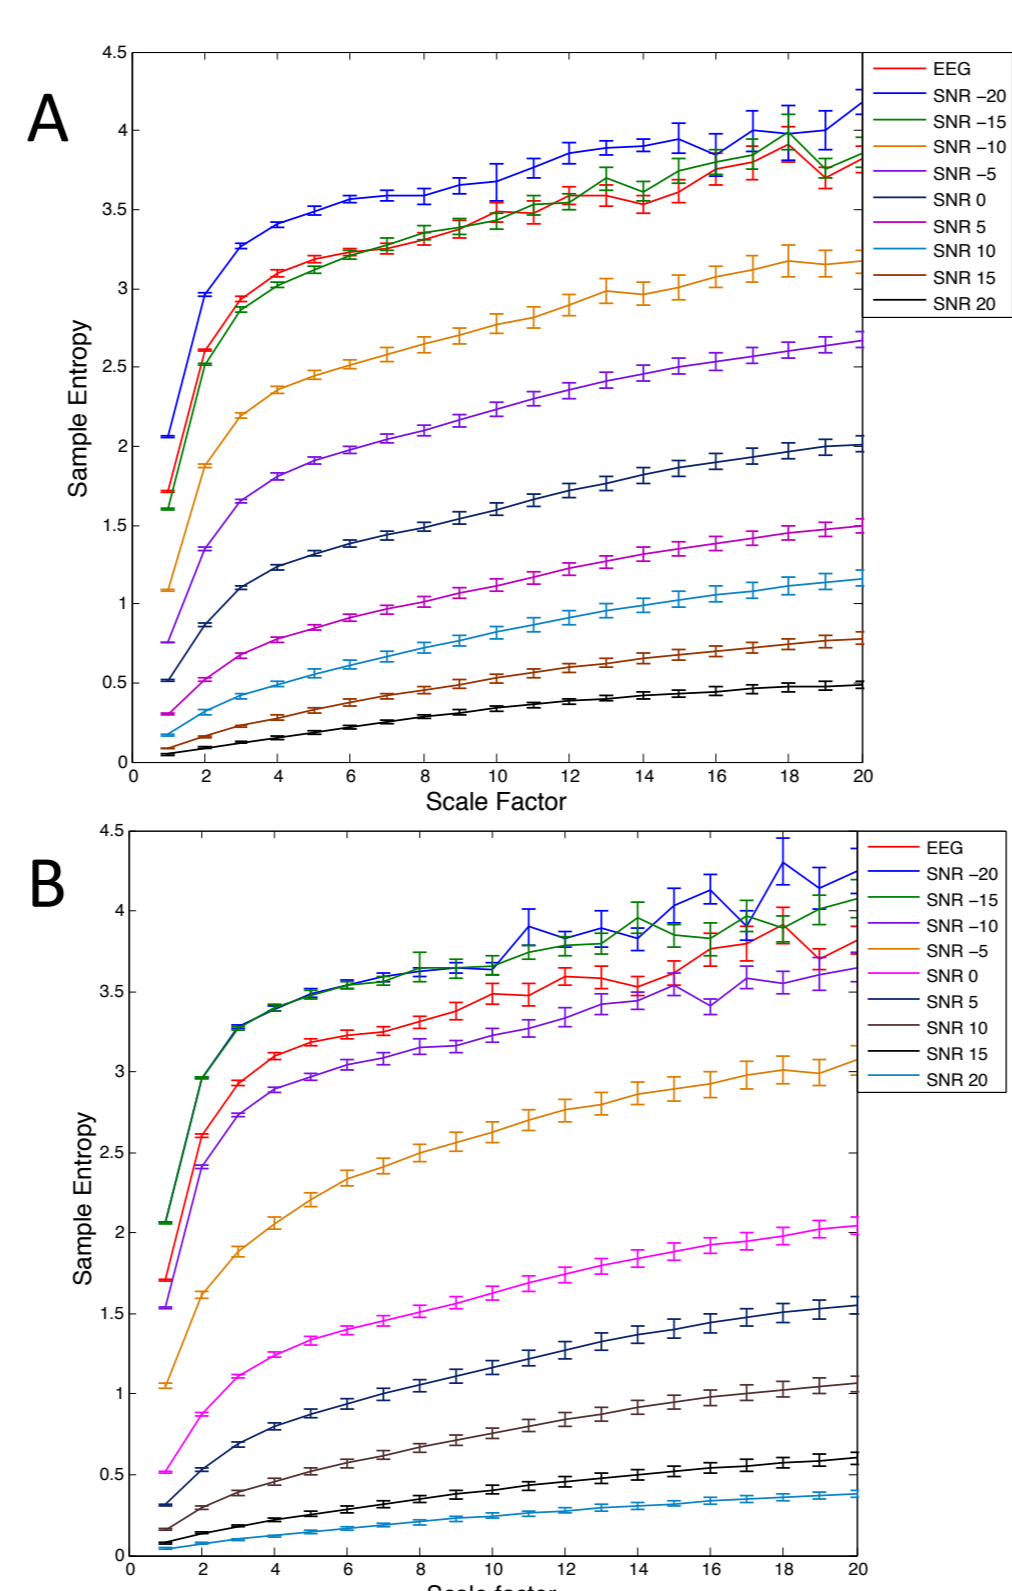 A
4.5
4
3.5
3
2.5
2
1.5
1
0.5
0
Sample Entropy
0 2 4 6 8 10 12 14 16 18 20
Scale Factor
EEG
SNR −20
SNR −15
SNR −10
SNR −5
SNR 0
SNR 5
SNR 10
SNR 15
SNR 20
B
4.5
4
3.5
3
2.5
2
1.5
1
0.5
0
Sample Entropy
0 2 4 6 8 10 12 14 16 18 20
Scale factor
EEG
SNR −20
SNR −15
SNR −10
SNR −5
SNR 0
SNR 5
SNR 10
SNR 15
SNR 20